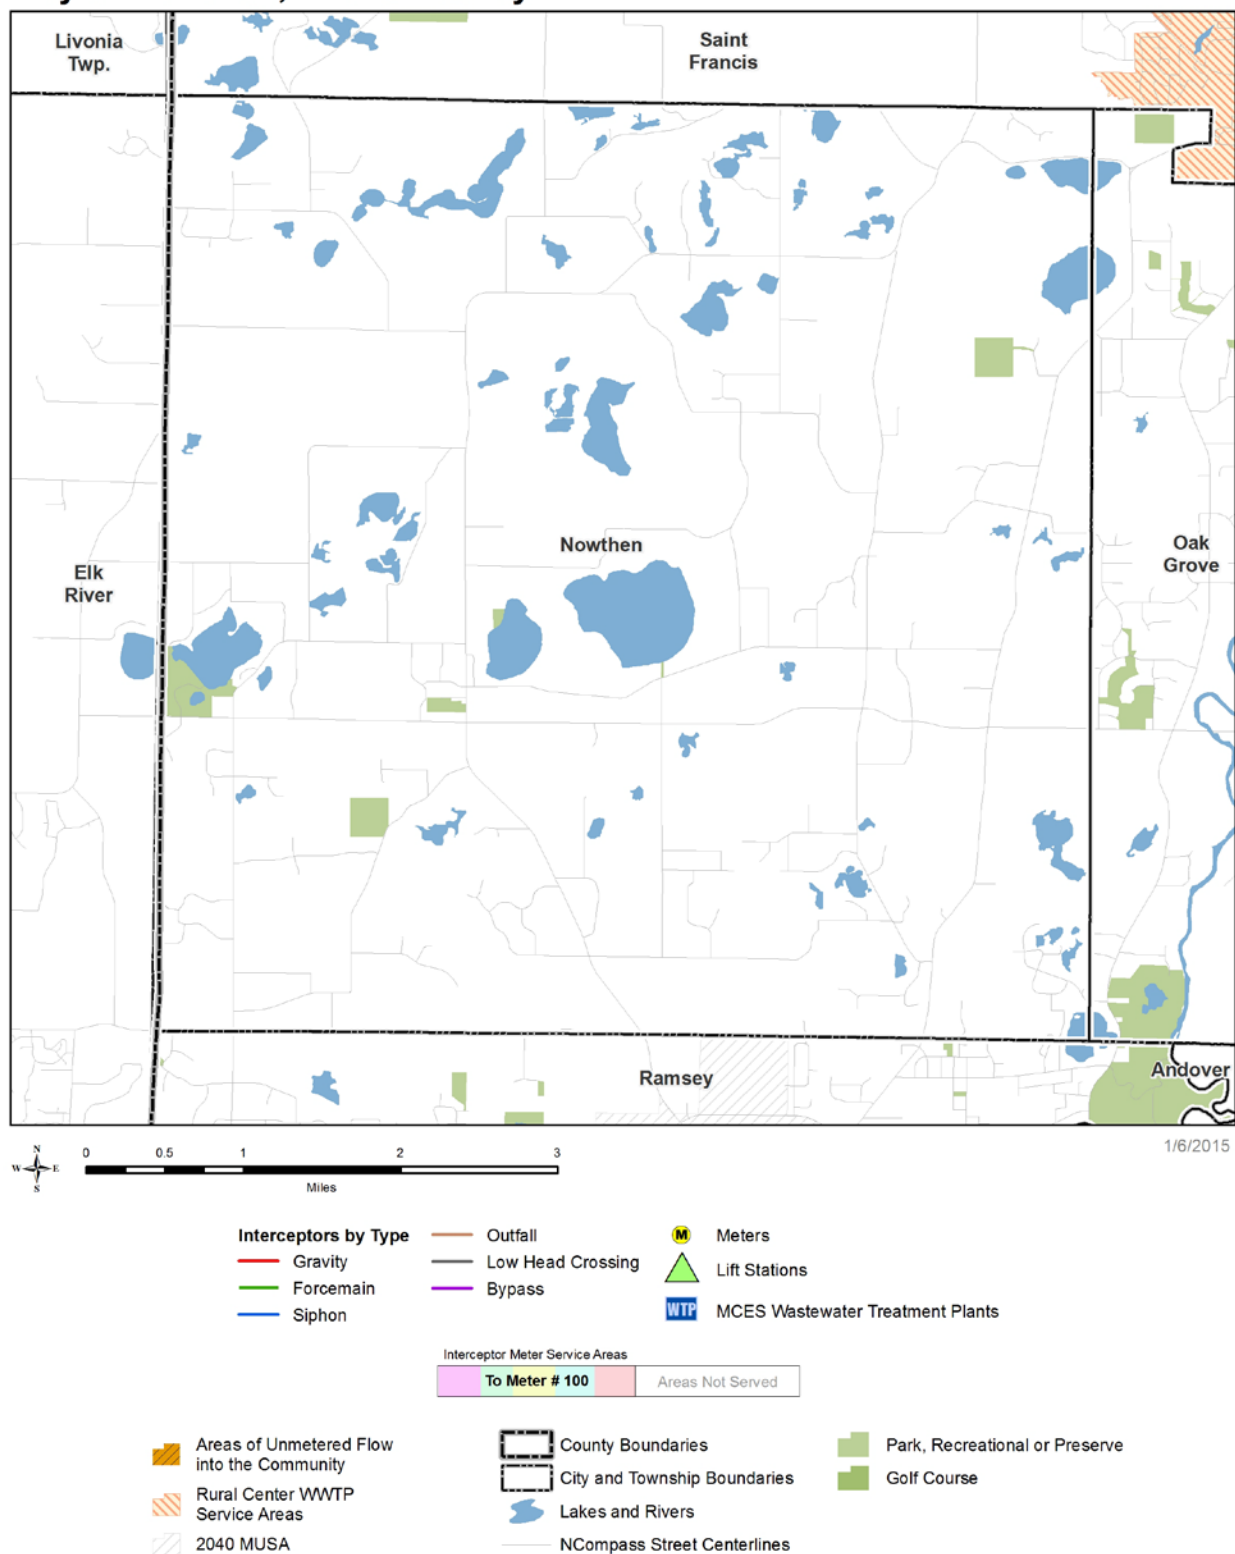 Livonia
Twp.
Saint
Francis
Nowthen
Elk
River
Oak
Grove
Ramsey
Andover
1/6/2015
N
W E
S
0 0.5 1 2 3
Miles
Interceptors by Type
Gravity
Forcemain
Siphon
Outfall
Low Head Crossing
Bypass
M Meters
Lift Stations
WTP MCES Wastewater Treatment Plants
Interceptor Meter Service Areas
To Meter # 100 Areas Not Served
Areas of Unmetered Flow
into the Community
Rural Center WWTP
Service Areas
2040 MUSA
County Boundaries
City and Township Boundaries
Lakes and Rivers
NCompass Street Centerlines
Park, Recreational or Preserve
Golf Course